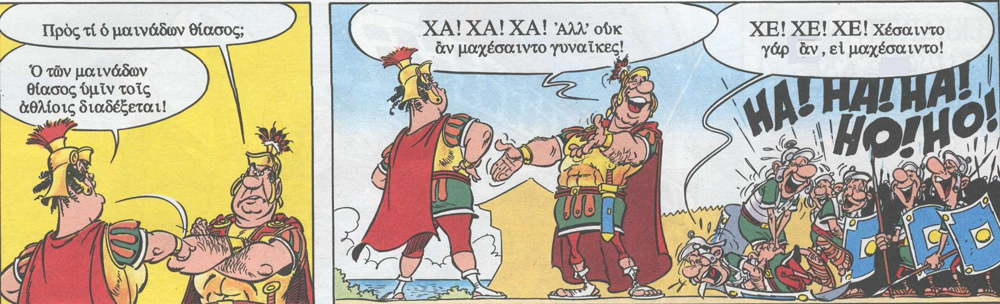 Πρὸς τί ὁ μαινάδων θίασος;
Ὁ τῶν μαινάδων
θίασος ὑμῖν τοῖς
ἀθλίοις διαδέξεται!
ΧΑ! ΧΑ! ΧΑ! Ἀλλ’ οὐκ
ἂν μαχέσαιντο γυναῖκες!
ΧΕ! ΧΕ! ΧΕ! Χέσαιντο
γάρ ἂν, εἰ μαχέσαιντο!
HA! HA! HA!
HO! HO!